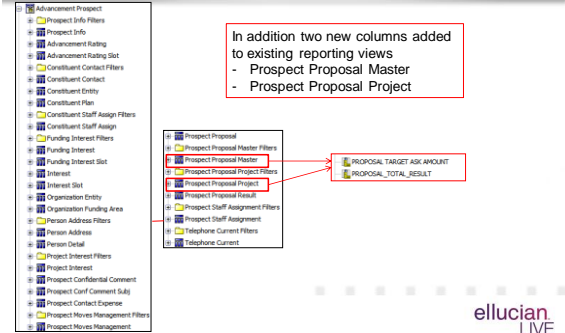 Advancement Prospect
Prospect Info Filters
Prospect Info
Advancement Rating
Advancement Rating Slot
Constituent Contact Filters
Constituent Contact
Constituent Entity
Constituent Plan
Constituent Staff Assign Filters
Constituent Staff Assign
Funding Interest Filters
Funding Interest
Funding Interest Slot
Interest
Interest Slot
Organization Entity
Organization Funding Area
Person Address Filters
Person Address
Person Detail
Project Interest Filters
Project Interest
Prospect Confidential Comment
Prospect Conf Comment Subj
Prospect Contact Expense
Prospect Moves Management Filters
Prospect Moves Management
In addition two new columns added
to existing reporting views
- Prospect Proposal Master
- Prospect Proposal Project
Prospect Proposal
Prospect Proposal Master Filters
Prospect Proposal Master
Prospect Proposal Project Filters
Prospect Proposal Project
Prospect Proposal Result
Prospect Staff Assignment Filters
Prospect Staff Assignment
Telephone Current Filters
Telephone Current
PROPOSAL TARGET ASK AMOUNT
PROPOSAL_TOTAL_RESULT
ellucian.
LIVE